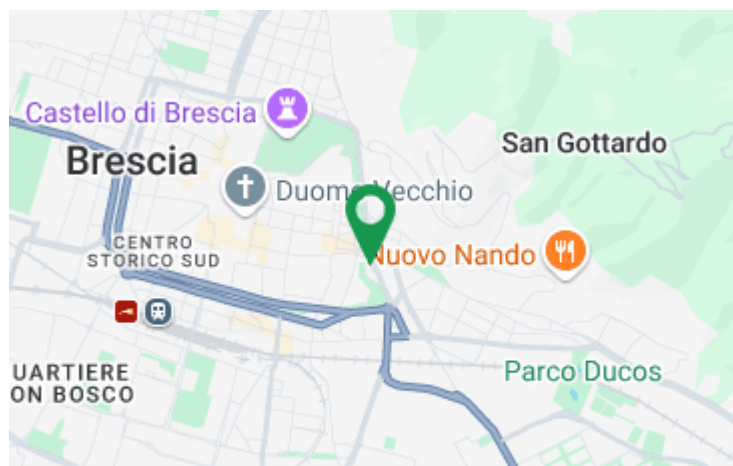 Castello di Brescia
San Gottardo
Brescia
Duomo Vecchio
CENTRO
STORICO SUD
Nuovo Nando
UARTIERE
ON BOSCO
Parco Ducos